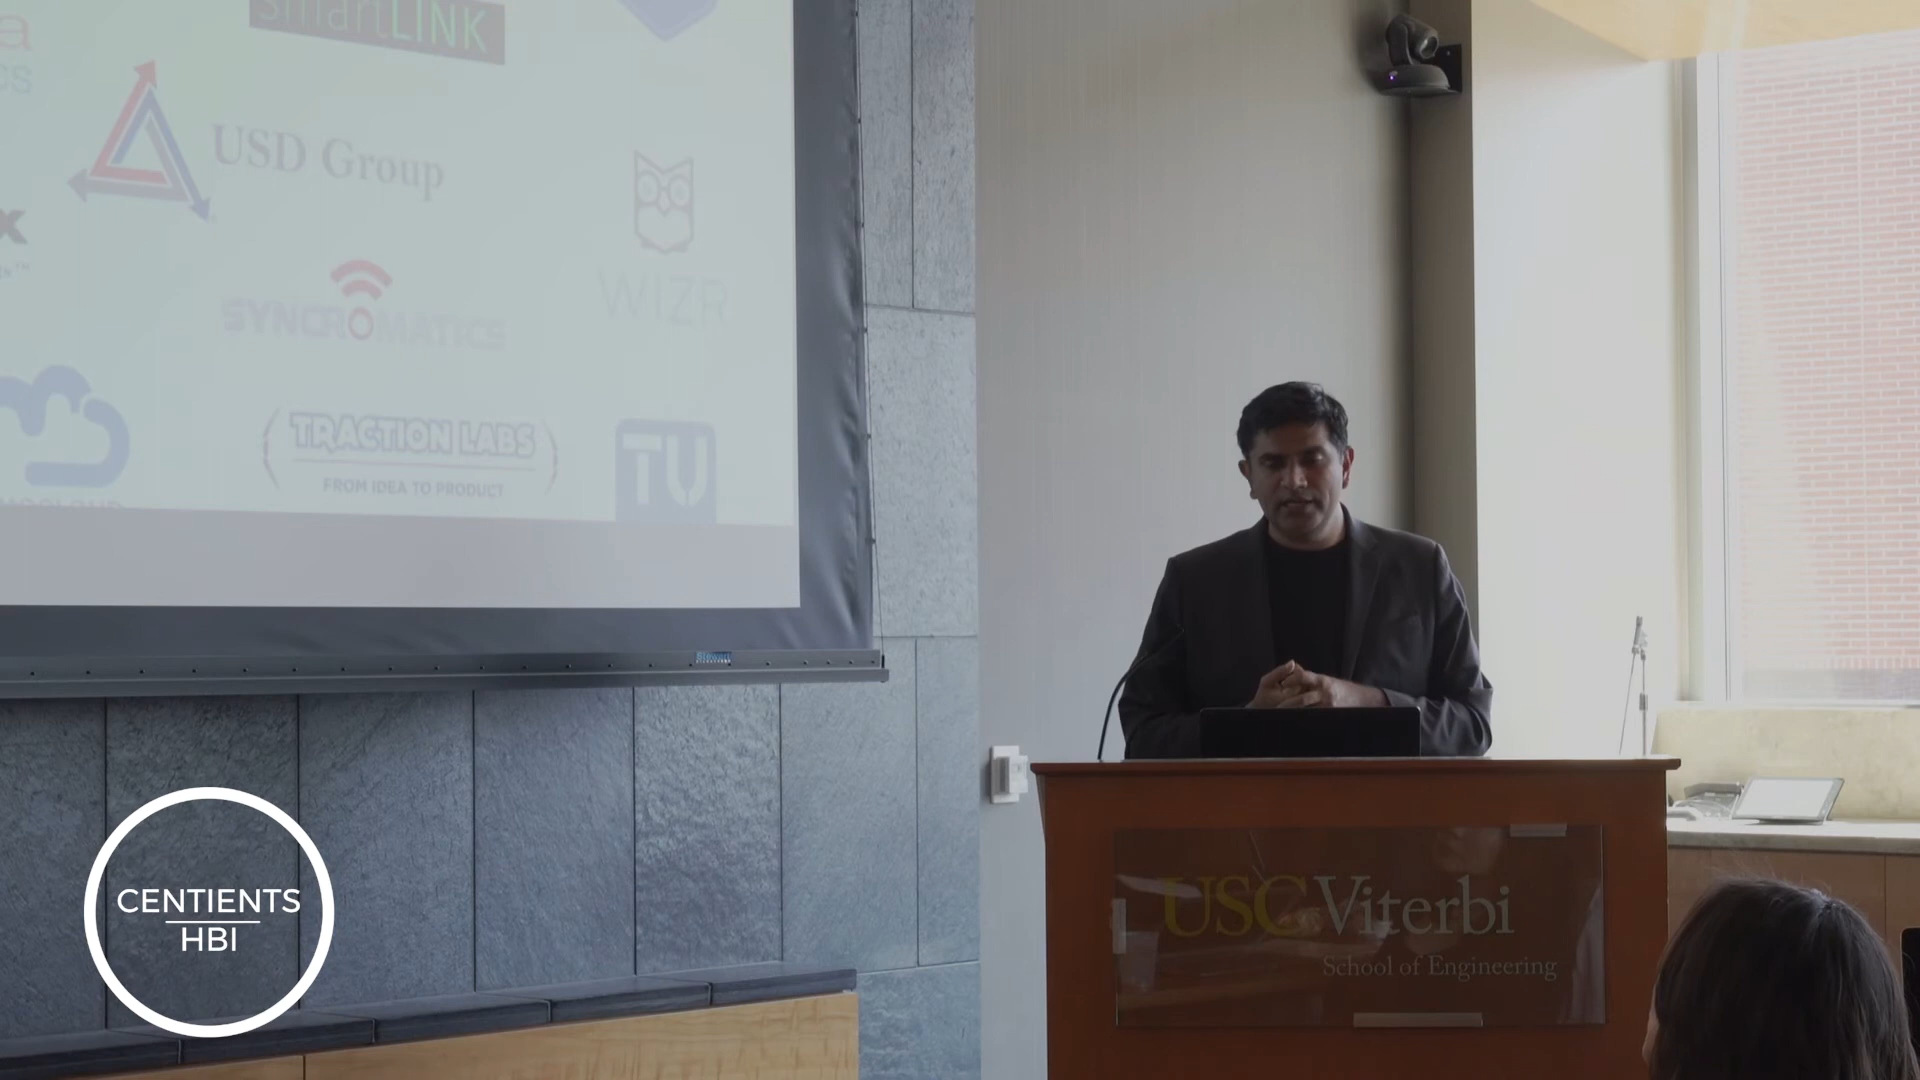 smartLINK
USD Group
WIZR
SYNCROMATICS
TRACTION LABS
FROM IDEA TO PRODUCT
TU
CENTIENTS
HBI
USC Viterbi
School of Engineering